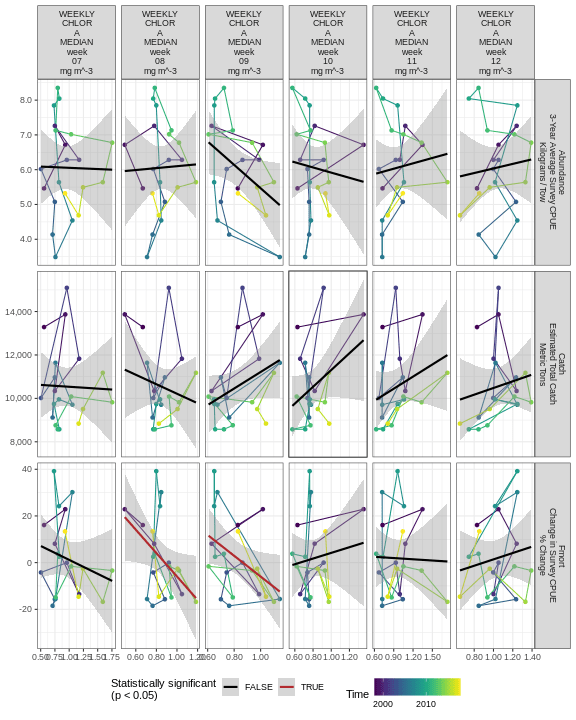 WEEKLY
CHLOR
A
MEDIAN
week
07
mg m^-3
WEEKLY
CHLOR
A
MEDIAN
week
08
mg m^-3
WEEKLY
CHLOR
A
MEDIAN
week
09
mg m^-3
WEEKLY
CHLOR
A
MEDIAN
week
10
mg m^-3
WEEKLY
CHLOR
A
MEDIAN
week
11
mg m^-3
WEEKLY
CHLOR
A
MEDIAN
week
12
mg m^-3
8.0
7.0
6.0
5.0
4.0
Abundance
3-Year Average Survey CPUE
Kilograms / Tow
14,000
12,000
10,000
8,000
Catch
Estimated Total Catch
Metric Tons
40
20
0
-20
Fmort
Change in Survey CPUE
% Change
0.50 0.75 1.00 1.25 1.50 1.75
0.60 0.80 1.00 1.20
0.60 0.80 1.00
0.60 0.80 1.00 1.20
0.60 0.90 1.20 1.50
0.80 1.00 1.20 1.40
Statistically significant
(p < 0.05)
FALSE
TRUE
Time
2000 2010